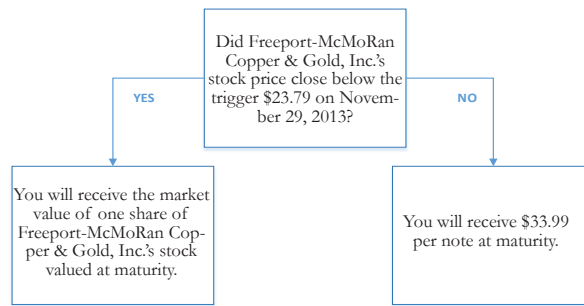 Did Freeport-McMoRan
Copper & Gold, Inc.’s
stock price close below the
trigger $23.79 on Novem-
ber 29, 2013?
YES
NO
You will receive the market
value of one share of
Freeport-McMoRan Cop-
per & Gold, Inc.’s stock
valued at maturity.
You will receive $33.99
per note at maturity.